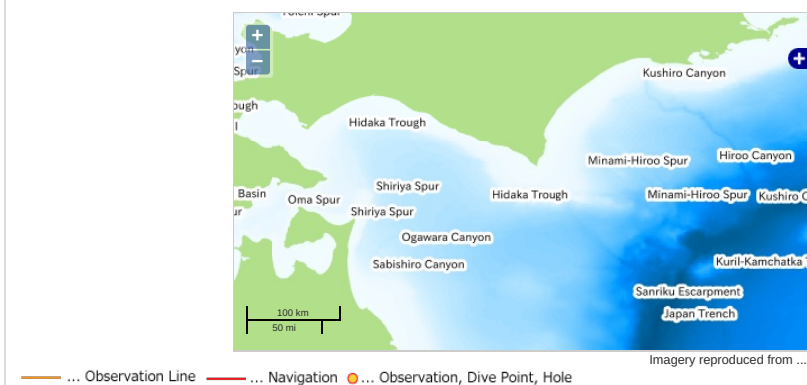 +
−
Kushiro Canyon
Hidaka Trough
Minami-Hiroo Spur
Hiroo Canyon
Shiriya Spur
Basin
Oma Spur
Hidaka Trough
Minami-Hiroo Spur
Kushiro C
Shiriya Spur
Ogawara Canyon
Sabishiro Canyon
Kuril-Kamchatka
Sanriku Escarpment
Japan Trench
100 km
50 mi
Imagery reproduced from ...
... Observation Line
... Navigation
... Observation, Dive Point, Hole